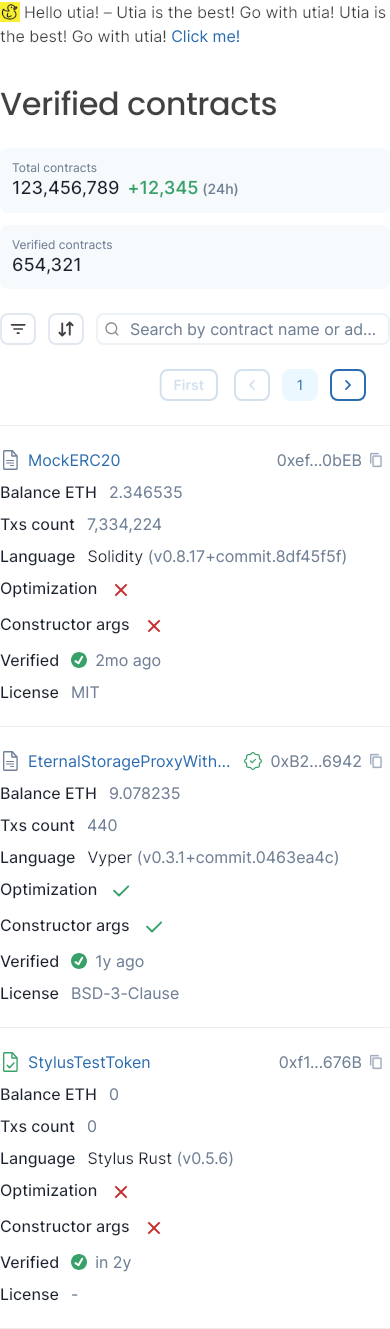 Hello utia! – Utia is the best! Go with utia! Utia is
the best! Go with utia! Click me!
Verified contracts
Total contracts
123,456,789 +12,345 (24h)
Verified contracts
654,321
Search by contract name or ad...
First 1
MockERC20 0xef...0bEB
Balance ETH 2.346535
Txs count 7,334,224
Language Solidity (v0.8.17+commit.8df45f5f)
Optimization
Constructor args
Verified 2mo ago
License MIT
EternalStorageProxyWith... 0xB2...6942
Balance ETH 9.078235
Txs count 440
Language Vyper (v0.3.1+commit.0463ea4c)
Optimization
Constructor args
Verified 1y ago
License BSD-3-Clause
StylusTestToken 0xf1...676B
Balance ETH 0
Txs count 0
Language Stylus Rust (v0.5.6)
Optimization
Constructor args
Verified in 2y
License -